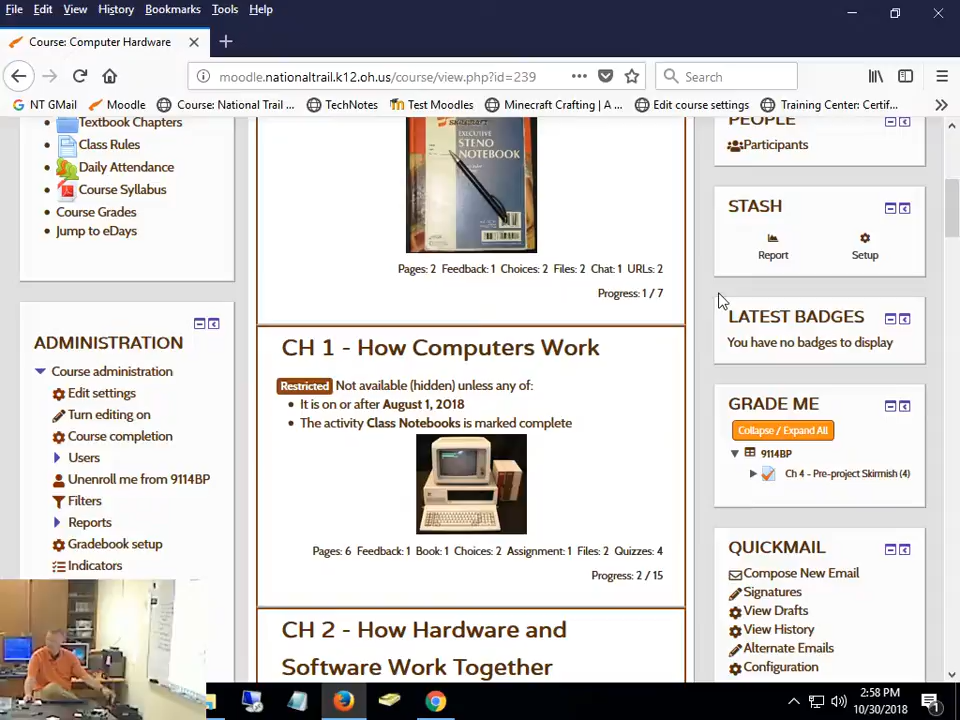 File Edit View History Bookmarks Tools Help
Course: Computer Hardware
moodle.nationaltrail.k12.oh.us/course/view.php?id=239
Search
NT GMail Moodle Course: National Trail ... TechNotes Test Moodles Minecraft Crafting | A ... Edit course settings Training Center: Certif...
Textbook Chapters
Class Rules
Daily Attendance
Course Syllabus
Course Grades
Jump to eDays
ADMINISTRATION
Course administration
Edit settings
Turn editing on
Course completion
Users
Unenroll me from 9114BP
Filters
Reports
Gradebook setup
Indicators
EXECUTIVE
STENO
NOTEBOOK
Pages: 2 Feedback: 1 Choices: 2 Files: 2 Chat: 1 URLs: 2
Progress: 1 / 7
CH 1 - How Computers Work
Restricted Not available (hidden) unless any of:
• It is on or after August 1, 2018
• The activity Class Notebooks is marked complete
Pages: 6 Feedback: 1 Book: 1 Choices: 2 Assignment: 1 Files: 2 Quizzes: 4
Progress: 2 / 15
CH 2 - How Hardware and
Software Work Together
PEOPLE
Participants
STASH
Report Setup
LATEST BADGES
You have no badges to display
GRADE ME
Collapse / Expand All
9114BP
Ch 4 - Pre-project Skirmish (4)
QUICKMAIL
Compose New Email
Signatures
View Drafts
View History
Alternate Emails
Configuration
2:58 PM
10/30/2018
1